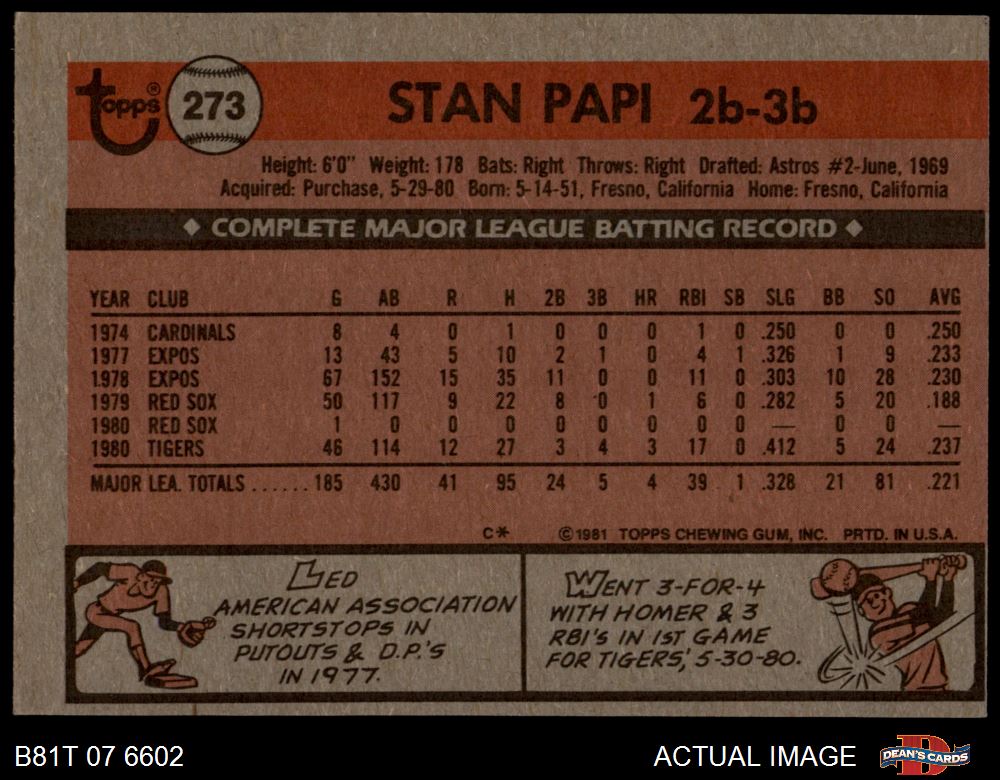 topps®
273
STAN PAPI 2b-3b
Height: 6'0" Weight: 178 Bats: Right Throws: Right Drafted: Astros #2-June, 1969
Acquired: Purchase, 5-29-80 Born: 5-14-51, Fresno, California Home: Fresno, California
◆ COMPLETE MAJOR LEAGUE BATTING RECORD ◆
YEAR CLUB G AB R H 2B 3B HR RBI SB SLG BB SO AVG
1974 CARDINALS 8 4 0 1 0 0 0 1 0 .250 0 0 .250
1977 EXPOS 13 43 5 10 2 1 0 4 1 .326 1 9 .233
1978 EXPOS 67 152 15 35 11 0 0 11 0 .303 10 28 .230
1979 RED SOX 50 117 9 22 8 0 1 6 0 .282 5 20 .188
1980 RED SOX 1 0 0 0 0 0 0 0 0 — 0 0 —
1980 TIGERS 46 114 12 27 3 4 3 17 0 .412 5 24 .237
MAJOR LEA. TOTALS ...... 185 430 41 95 24 5 4 39 1 .328 21 81 .221
C* ©1981 TOPPS CHEWING GUM, INC. PRTD. IN U.S.A.
LED
AMERICAN ASSOCIATION
SHORTSTOPS IN
PUTOUTS & D.P.'S
IN 1977.
WENT 3-FOR-4
WITH HOMER & 3
RBI'S IN 1ST GAME
FOR TIGERS, 5-30-80.
B81T 07 6602
ACTUAL IMAGE
D
DEAN'S CARDS